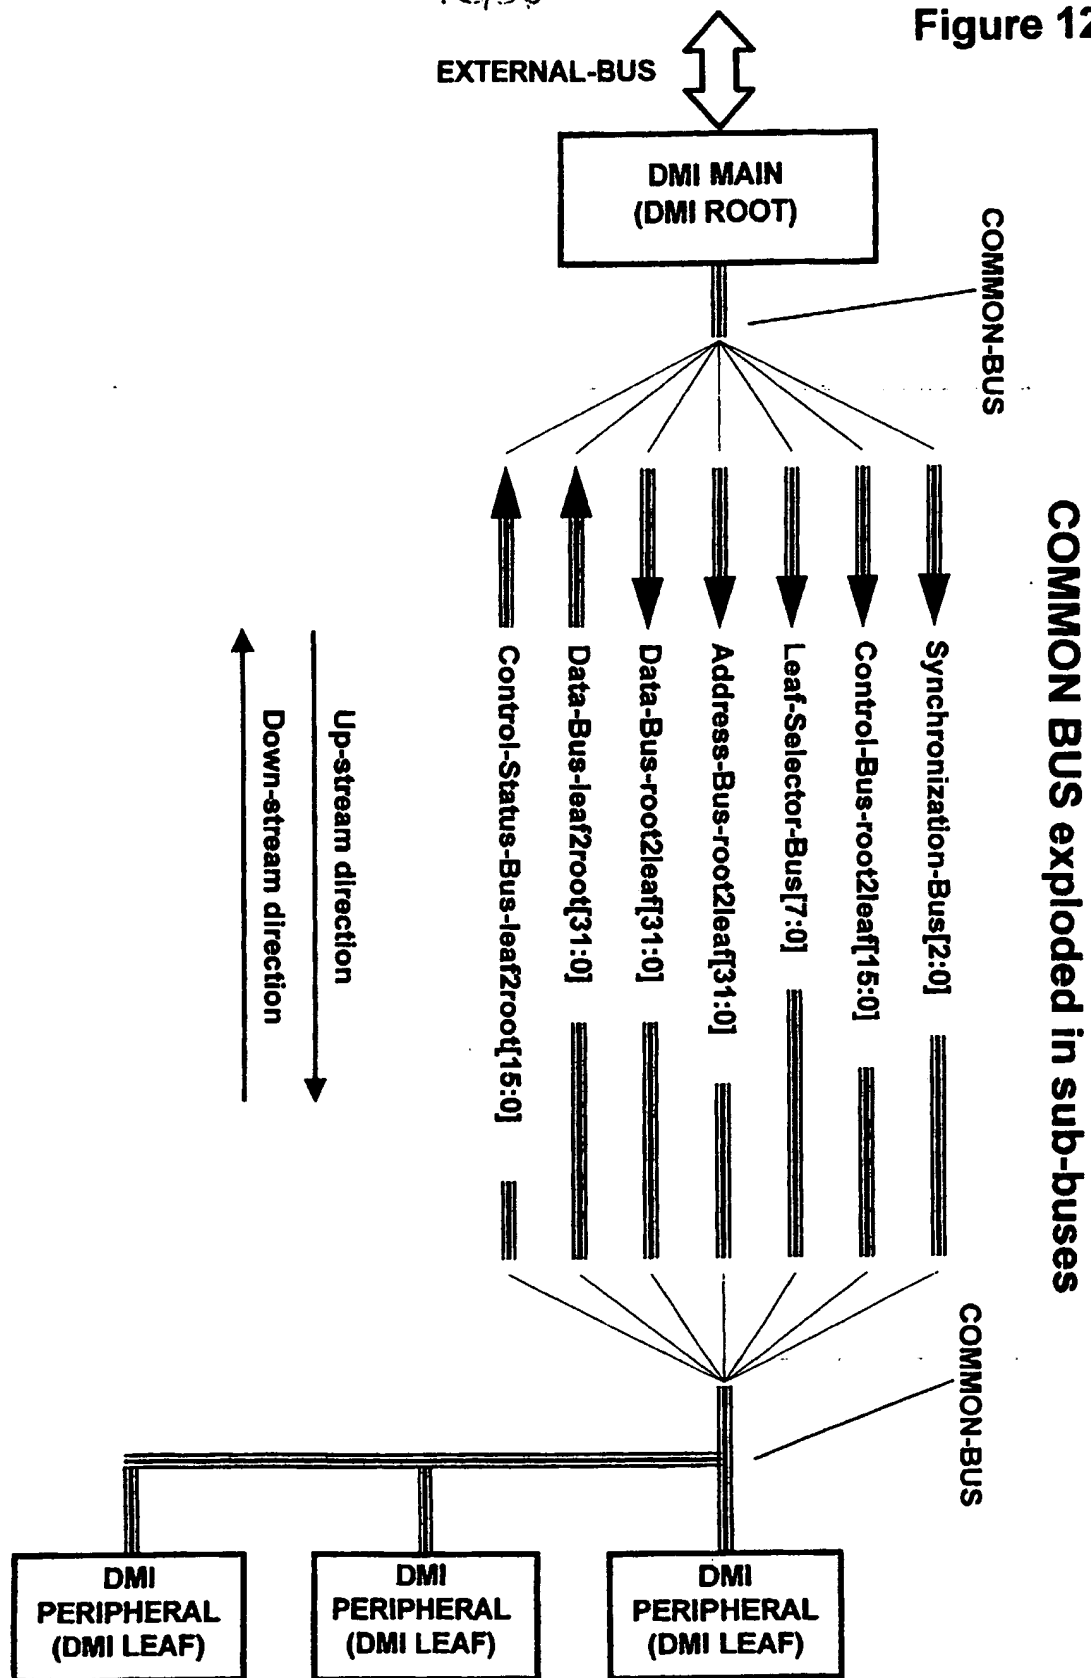 Figure 12
EXTERNAL-BUS
DMI MAIN
(DMI ROOT)
COMMON-BUS
COMMON BUS exploded in sub-buses
Synchronization-Bus[2:0]
Control-Bus-root2leaf[15:0]
Leaf-Selector-Bus[7:0]
Address-Bus-root2leaf[31:0]
Data-Bus-root2leaf[31:0]
Data-Bus-leaf2root[31:0]
Control-Status-Bus-leaf2root[15:0]
Up-stream direction
Down-stream direction
COMMON-BUS
DMI
PERIPHERAL
(DMI LEAF)
DMI
PERIPHERAL
(DMI LEAF)
DMI
PERIPHERAL
(DMI LEAF)